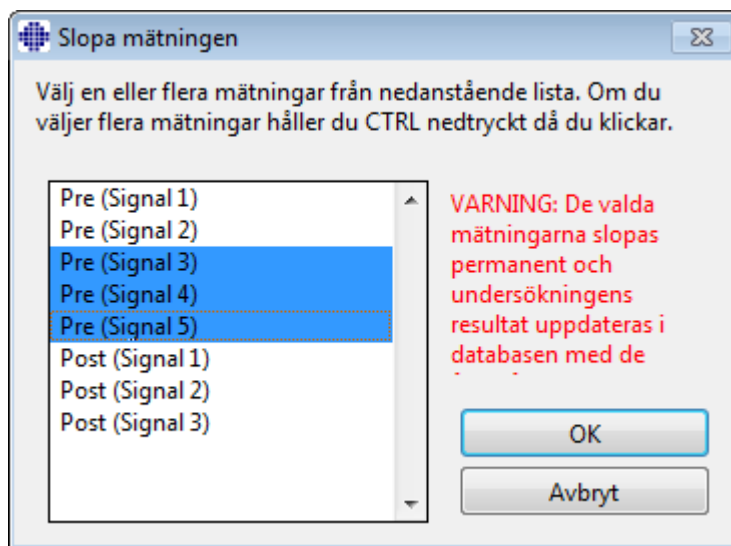 Slopa mätningen
Välj en eller flera mätningar från nedanstående lista. Om du
väljer flera mätningar håller du CTRL nedtryckt då du klickar.
Pre (Signal 1)
Pre (Signal 2)
Pre (Signal 3)
Pre (Signal 4)
Pre (Signal 5)
Post (Signal 1)
Post (Signal 2)
Post (Signal 3)
VARNING: De valda
mätningarna slopas
permanent och
undersökningens
resultat uppdateras i
databasen med de
OK
Avbryt